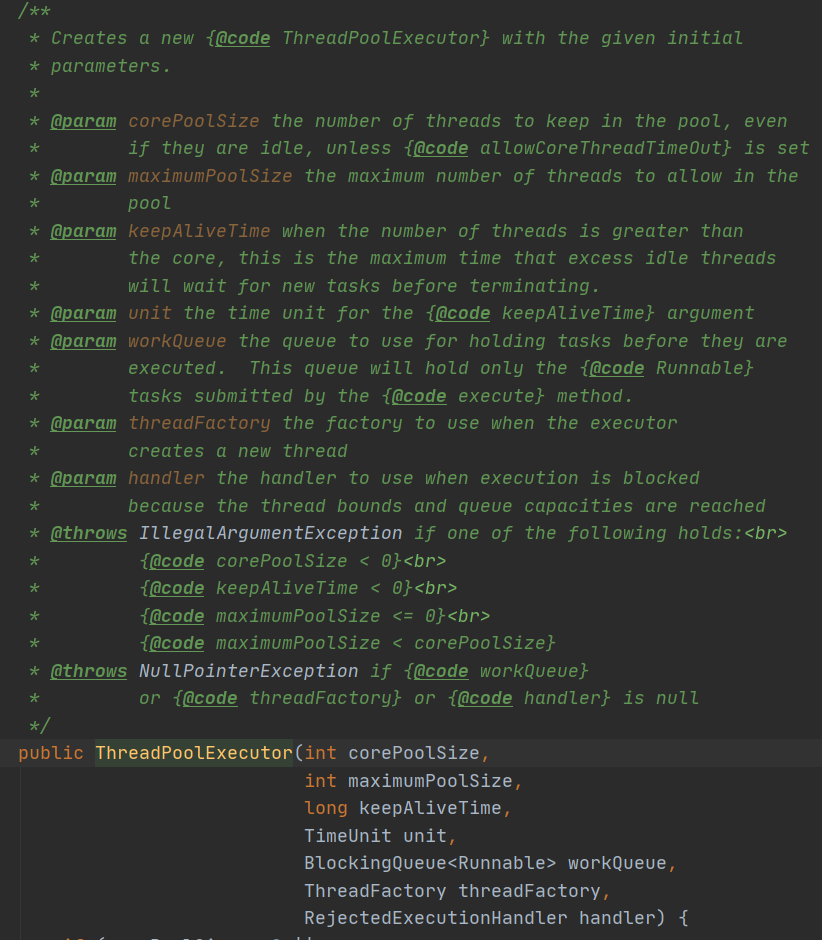 /**
* Creates a new {@code ThreadPoolExecutor} with the given initial
* parameters.
*
* @param corePoolSize the number of threads to keep in the pool, even
* if they are idle, unless {@code allowCoreThreadTimeOut} is set
* @param maximumPoolSize the maximum number of threads to allow in the
* pool
* @param keepAliveTime when the number of threads is greater than
* the core, this is the maximum time that excess idle threads
* will wait for new tasks before terminating.
* @param unit the time unit for the {@code keepAliveTime} argument
* @param workQueue the queue to use for holding tasks before they are
* executed.  This queue will hold only the {@code Runnable}
* tasks submitted by the {@code execute} method.
* @param threadFactory the factory to use when the executor
* creates a new thread
* @param handler the handler to use when execution is blocked
* because the thread bounds and queue capacities are reached
* @throws IllegalArgumentException if one of the following holds:<br>
* {@code corePoolSize < 0}<br>
* {@code keepAliveTime < 0}<br>
* {@code maximumPoolSize <= 0}<br>
* {@code maximumPoolSize < corePoolSize}
* @throws NullPointerException if {@code workQueue}
* or {@code threadFactory} or {@code handler} is null
*/
public ThreadPoolExecutor(int corePoolSize,
int maximumPoolSize,
long keepAliveTime,
TimeUnit unit,
BlockingQueue<Runnable> workQueue,
ThreadFactory threadFactory,
RejectedExecutionHandler handler) {